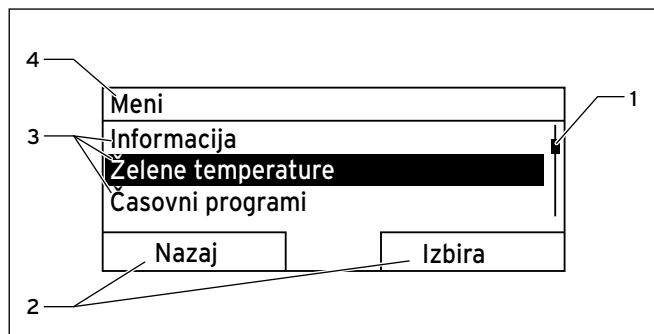 4
Meni
1
3
Informacija
Želene temperature
Časovni programi
Nazaj Izbira
2